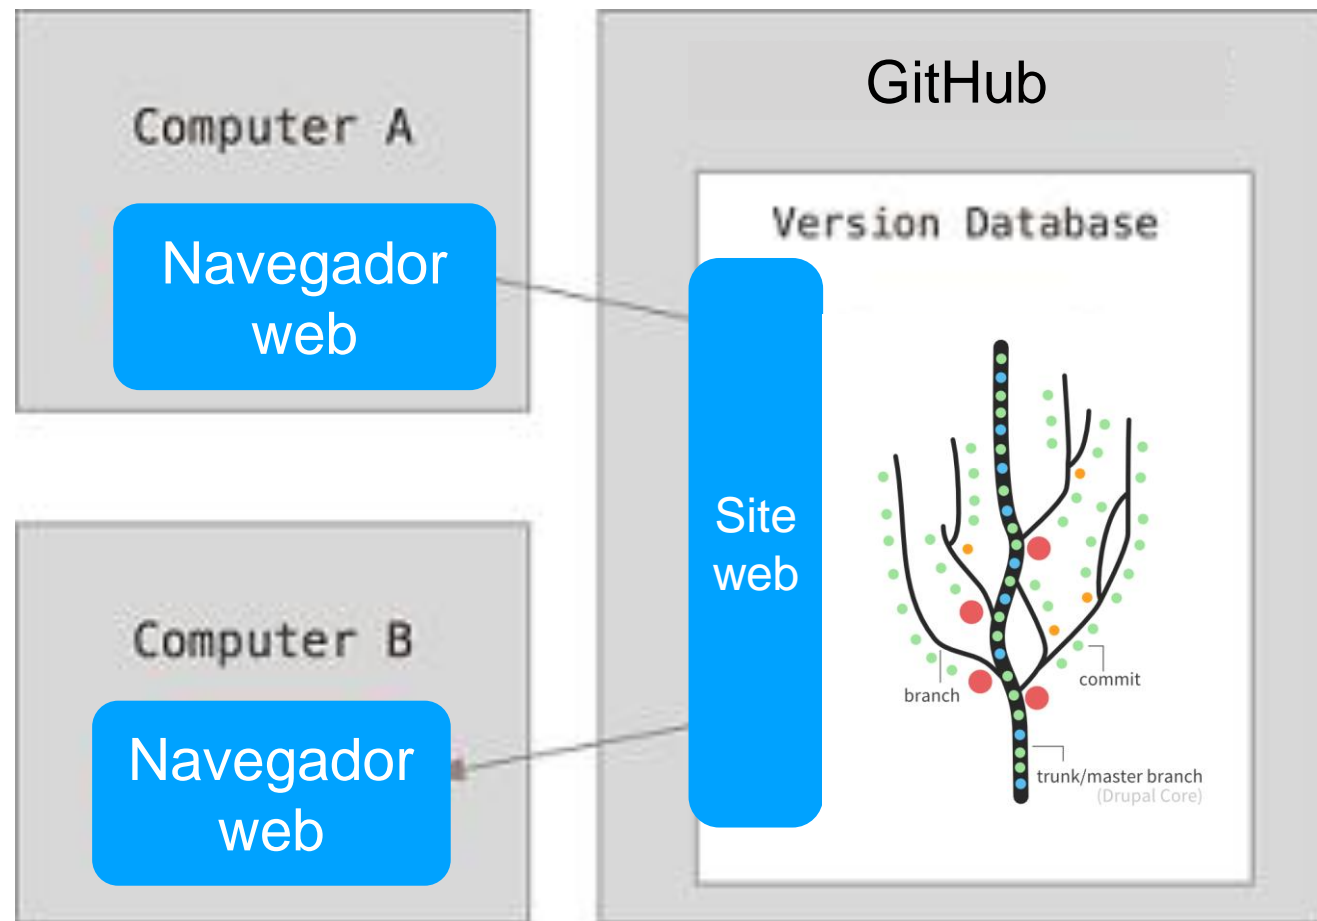 Computer A
Navegador
web
GitHub
Version Database
Site
web
branch
commit
trunk/master branch
(Drupal Core)
Computer B
Navegador
web